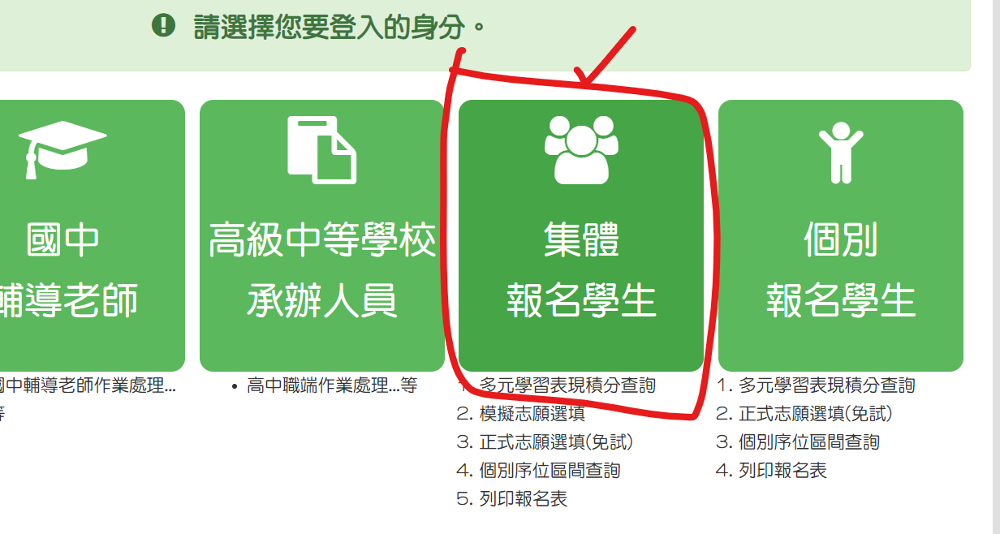 請選擇您要登入的身分。
國中
輔導老師
國中輔導老師作業處理...
等
高級中等學校
承辦人員
• 高中職端作業處理...等
集體
報名學生
1. 多元學習表現積分查詢
2. 模擬志願選填
3. 正式志願選填(免試)
4. 個別序位區間查詢
5. 列印報名表
個別
報名學生
1. 多元學習表現積分查詢
2. 正式志願選填(免試)
3. 個別序位區間查詢
4. 列印報名表